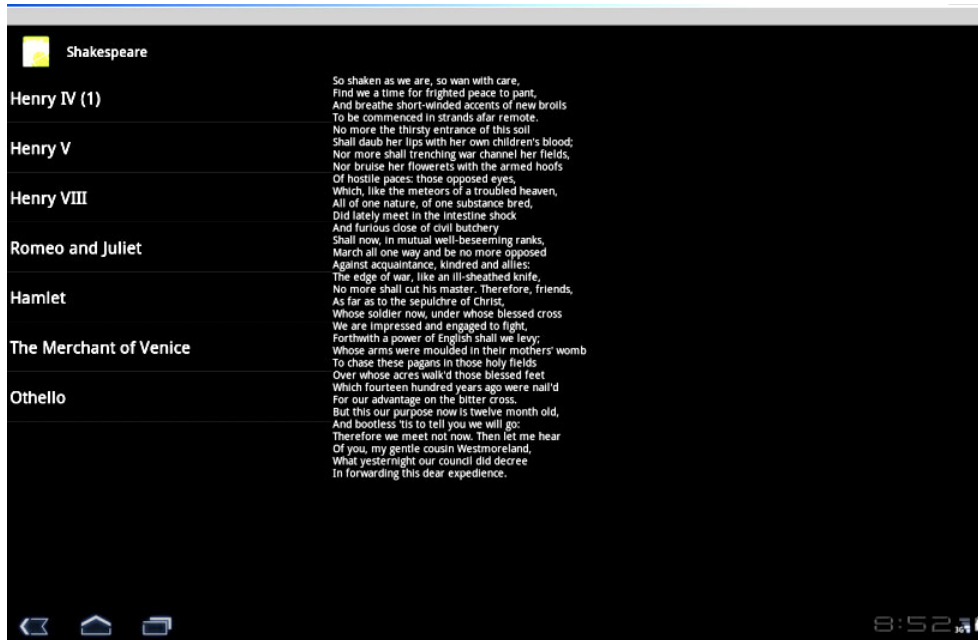 Shakespeare
Henry IV (1)
Henry V
Henry VIII
Romeo and Juliet
Hamlet
The Merchant of Venice
Othello
So shaken as we are, so wan with care,
Find we a time for frighted peace to pant,
And breathe short-winded accents of new broils
To be commenced in strands afar remote.
No more the thirsty entrance of this soil
Shall daub her lips with her own children's blood;
Nor more shall trenching war channel her fields,
Nor bruise her flowerets with the armed hoofs
Of hostile paces: those opposed eyes,
Which, like the meteors of a troubled heaven,
All of one nature, of one substance bred,
Did lately meet in the intestine shock
And furious close of civil butchery
Shall now, in mutual well-beseeming ranks,
March all one way and be no more opposed
Against acquaintance, kindred and allies:
The edge of war, like an ill-sheathed knife,
No more shall cut his master. Therefore, friends,
As far as to the sepulchre of Christ,
Whose soldier now, under whose blessed cross
We are impressed and engaged to fight,
Forthwith a power of English shall we levy;
Whose arms were moulded in their mothers' womb
To chase these pagans in those holy fields
Over whose acres walk'd those blessed feet
Which fourteen hundred years ago were nail'd
For our advantage on the bitter cross.
But this our purpose now is twelve month old,
And bootless 'tis to tell you we will go:
Therefore we meet not now. Then let me hear
Of you, my gentle cousin Westmoreland,
What yesternight our council did decree
In forwarding this dear expedience.
8:52
3G